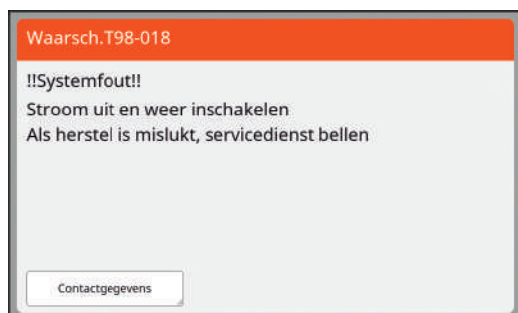 Waarsch.T98-018
!!Systemfout!!
Stroom uit en weer inschakelen
Als herstel is mislukt, servicedienst bellen
Contactgegevens